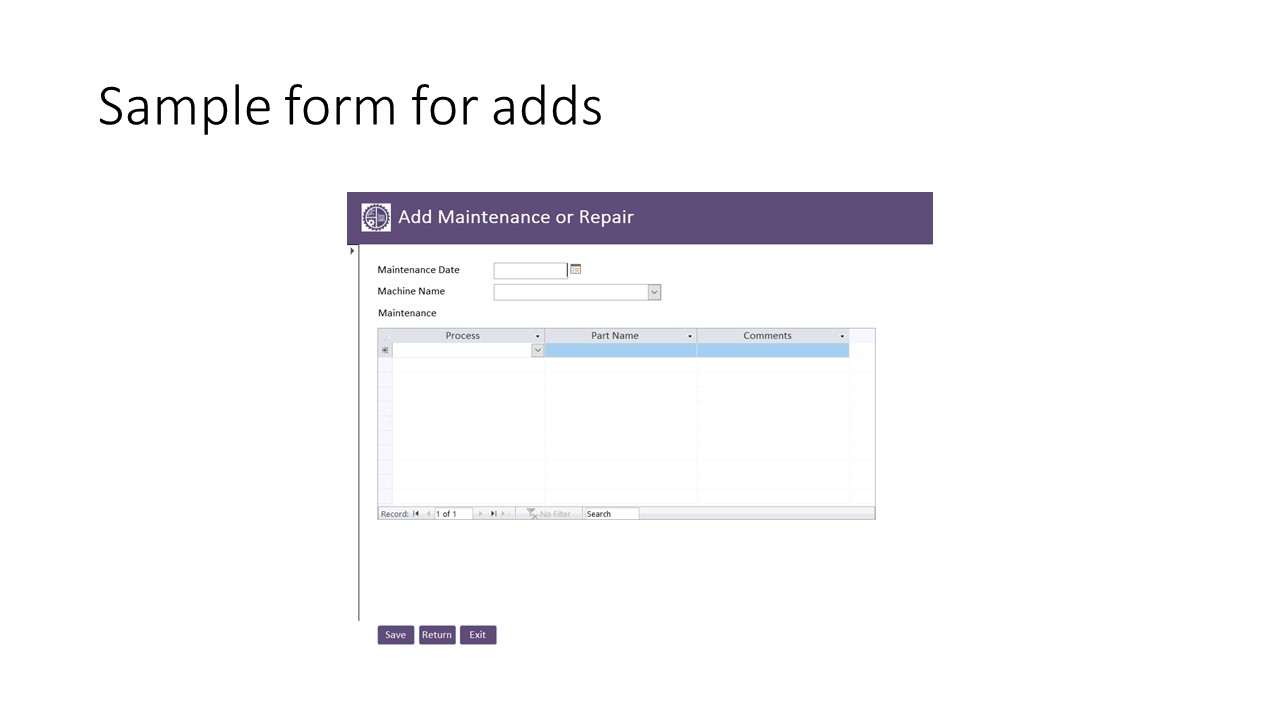 Sample form for adds
Add Maintenance or Repair
Maintenance Date
Machine Name
Maintenance
Process Part Name Comments
Record: 1 of 1 No Filter Search
Save Return Exit